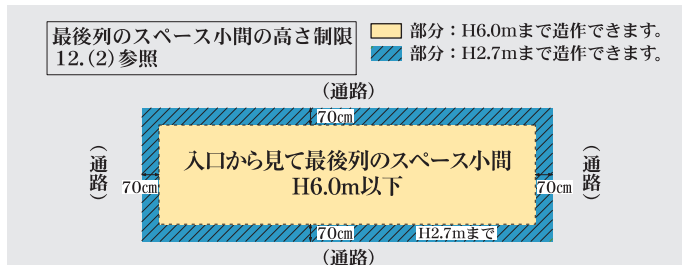 最後列のスペース小間の高さ制限
12.(2)参照
部分：H6.0mまで造作できます。
部分：H2.7mまで造作できます。
(通路)
70cm
(通路)
入口から見て最後列のスペース小間
(通路)
70cm
H6.0m以下
70cm
70cm
H2.7mまで
(通路)